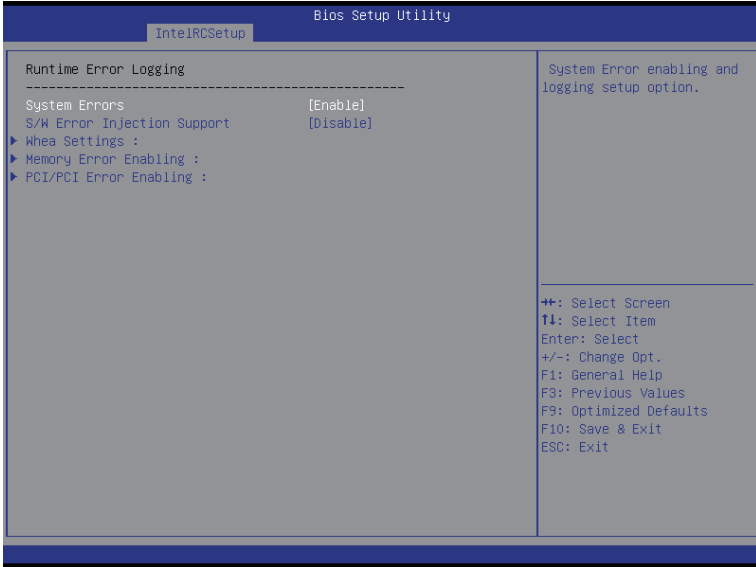 Bios Setup Utility
IntelRCSetup
Runtime Error Logging
--------------------------------------------------
System Errors [Enable]
S/W Error Injection Support [Disable]
Whea Settings :
Memory Error Enabling :
PCI/PCI Error Enabling :
System Error enabling and
logging setup option.
→←: Select Screen
↑↓: Select Item
Enter: Select
+/-: Change Opt.
F1: General Help
F3: Previous Values
F9: Optimized Defaults
F10: Save & Exit
ESC: Exit